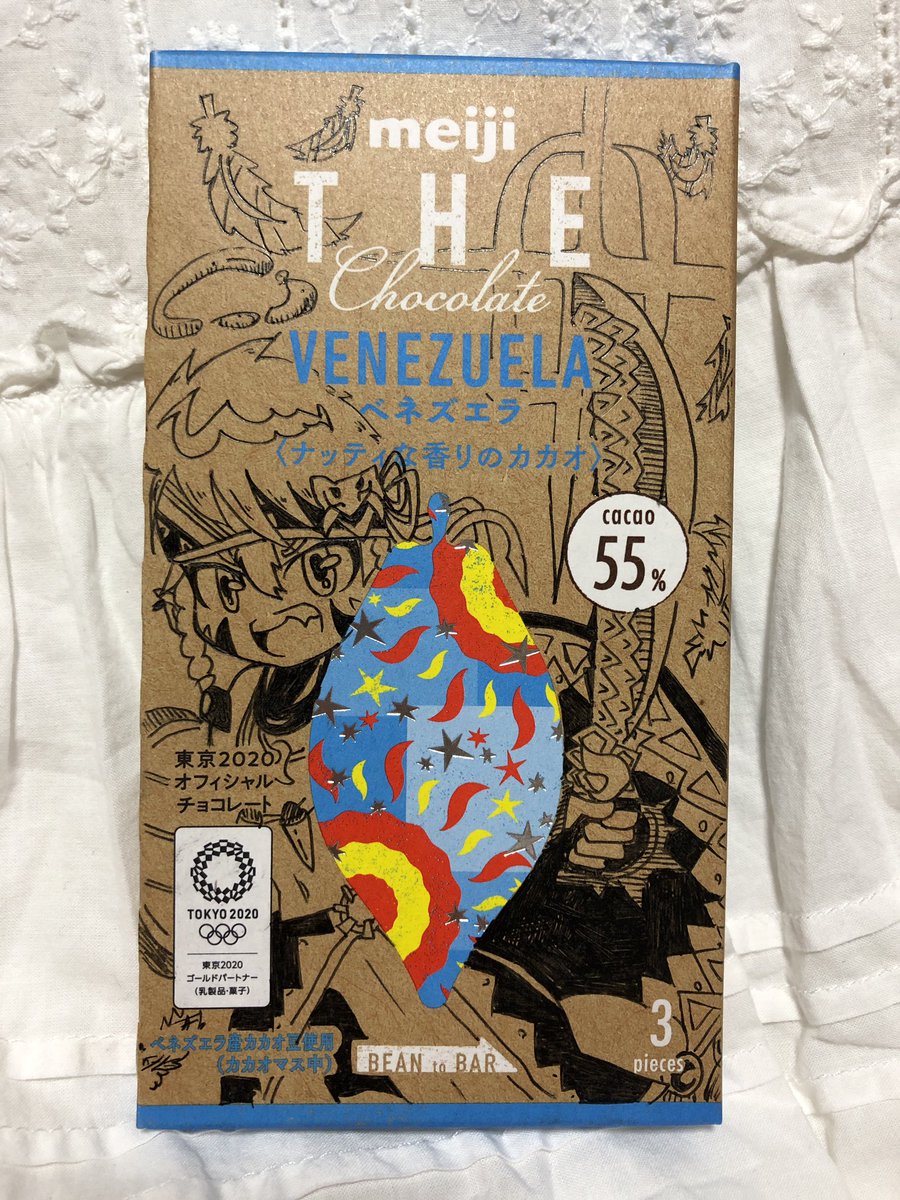 meiji
THE
Chocolate
VENEZUELA
ベネズエラ
〈ナッティな香りのカカオ〉
cacao
55%
東京2020
オフィシャル
チョコレート
TOKYO 2020
東京2020
ゴールドパートナー
(乳製品・菓子)
ベネズエラ産カカオ豆使用
(カカオマス中)
BEAN to BAR
3
pieces